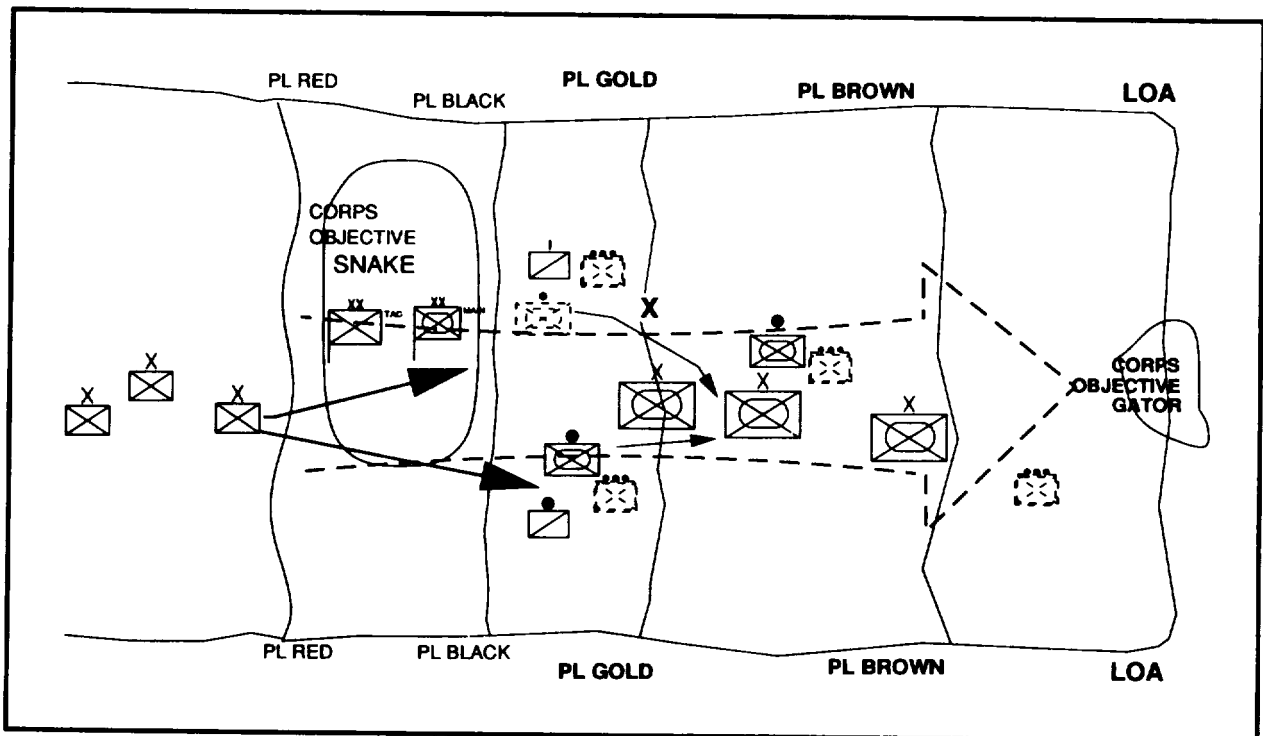 PL RED
PL BLACK
PL GOLD
PL BROWN
LOA
CORPS
OBJECTIVE
SNAKE
XX
TAC
XX
MAIN
I
X
X
X
X
X
X
X
CORPS
OBJECTIVE
GATOR
PL RED
PL BLACK
PL GOLD
PL BROWN
LOA